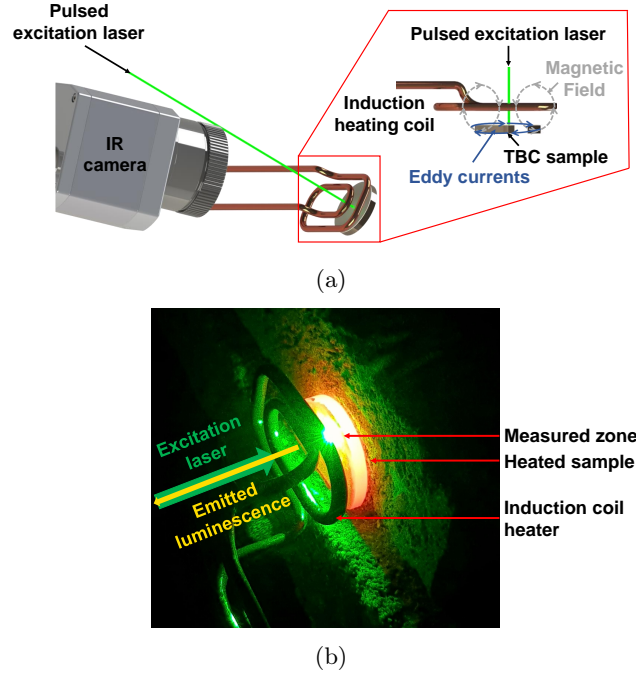 Pulsed
excitation laser
IR
camera
Pulsed excitation laser
Induction
heating coil
Magnetic
Field
TBC sample
Eddy currents
(a)
Excitation
laser
Emitted
luminescence
Measured zone
Heated sample
Induction coil
heater
(b)